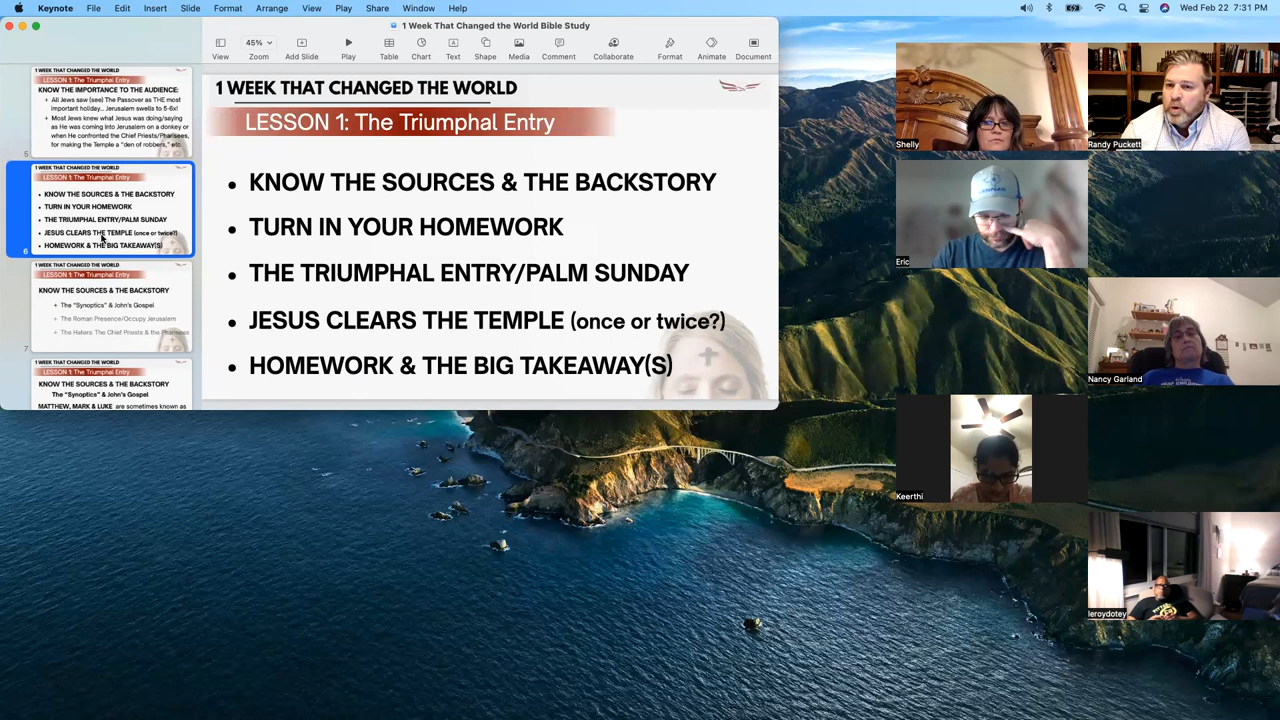 Keynote File Edit Insert Slide Format Arrange View Play Share Window Help
Wed Feb 22 7:31 PM
1 Week That Changed the World Bible Study
45%
View Zoom Add Slide Play Table Chart Text Shape Media Comment Collaborate Format Animate Document
1 WEEK THAT CHANGED THE WORLD
LESSON 1: The Triumphal Entry
KNOW THE IMPORTANCE TO THE AUDIENCE:
+ All Jews saw (see) The Passover as THE most
important holiday... Jerusalem swells to 5-6x!
+ Most Jews knew what Jesus was doing/saying
as He was coming into Jerusalem on a donkey or
when He confronted the Chief Priests/Pharisees,
for making the Temple a "den of robbers," etc
5
1 WEEK THAT CHANGED THE WORLD
LESSON 1: The Triumphal Entry
• KNOW THE SOURCES & THE BACKSTORY
• TURN IN YOUR HOMEWORK
• THE TRIUMPHAL ENTRY/PALM SUNDAY
• JESUS CLEARS THE TEMPLE (once or twice?)
• HOMEWORK & THE BIG TAKEAWAY(S)
6
1 WEEK THAT CHANGED THE WORLD
LESSON 1: The Triumphal Entry
KNOW THE SOURCES & THE BACKSTORY
+ The "Synoptics" & John's Gospel
+ The Roman Presence/Occupy Jerusalem
+ The Haters: The Chief Priests & the Pharisees
7
1 WEEK THAT CHANGED THE WORLD
LESSON 1: The Triumphal Entry
KNOW THE SOURCES & THE BACKSTORY
The "Synoptics" & John's Gospel
MATTHEW, MARK & LUKE are sometimes known as
1 WEEK THAT CHANGED THE WORLD
LESSON 1: The Triumphal Entry
• KNOW THE SOURCES & THE BACKSTORY
• TURN IN YOUR HOMEWORK
• THE TRIUMPHAL ENTRY/PALM SUNDAY
• JESUS CLEARS THE TEMPLE (once or twice?)
• HOMEWORK & THE BIG TAKEAWAY(S)
Shelly
Randy Puckett
Eric
Nancy Garland
Keerthi
leroydotey